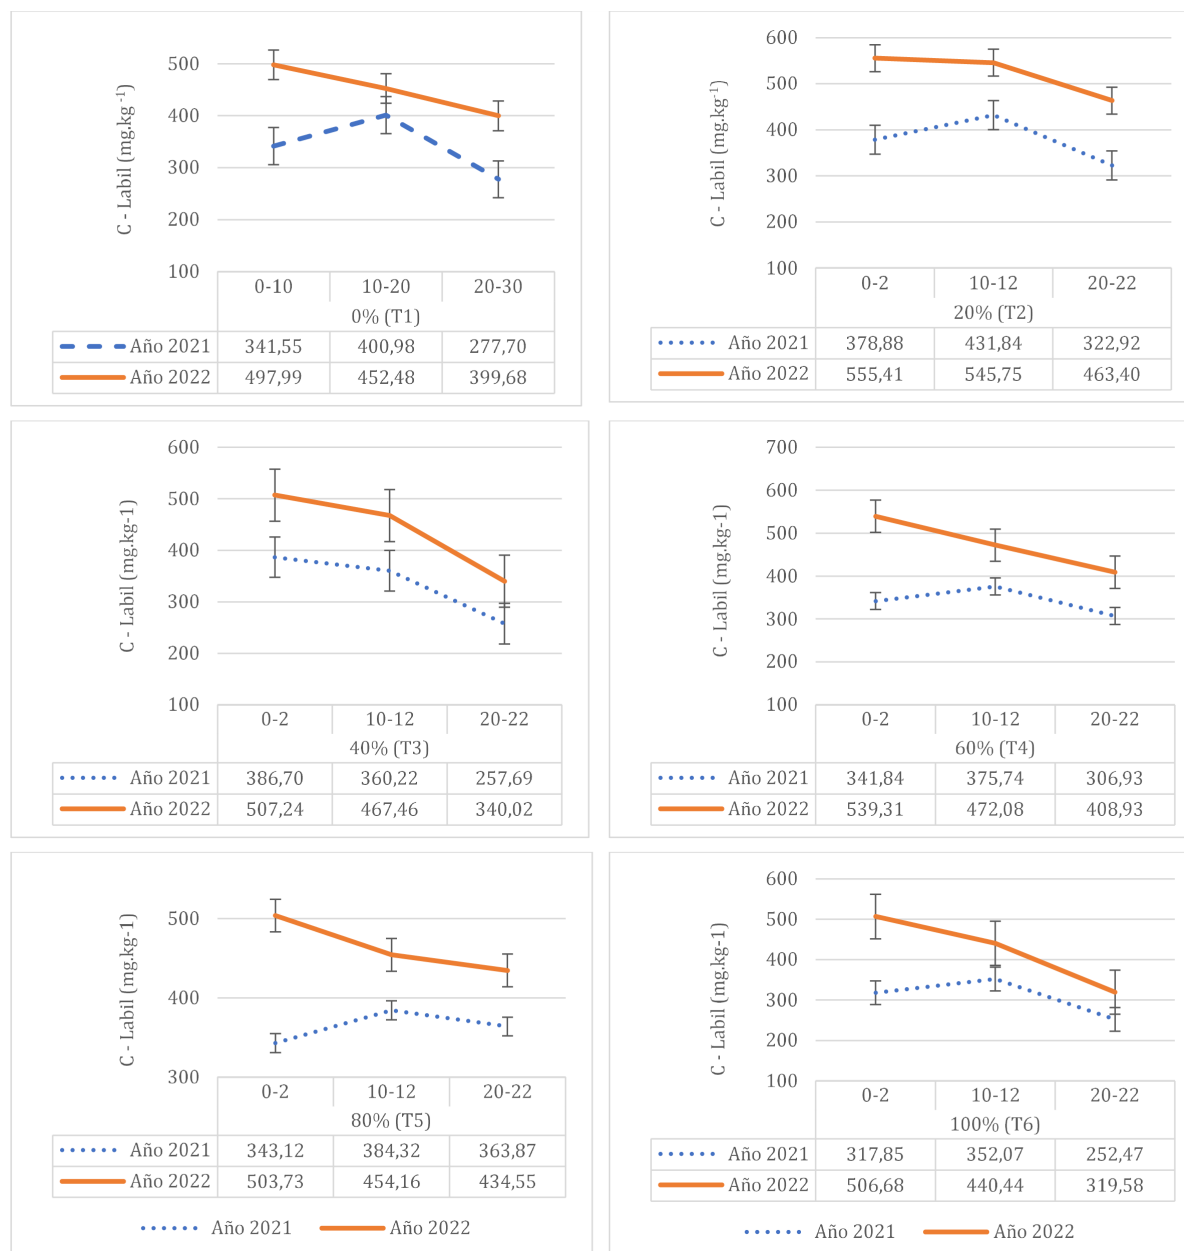 C - Labil (mg.kg⁻¹)
500
400
300
200
100
0-10 10-20 20-30
0% (T1)
Año 2021 341,55 400,98 277,70
Año 2022 497,99 452,48 399,68
C - Labil (mg.kg⁻¹)
600
500
400
300
200
100
0-2 10-12 20-22
20% (T2)
Año 2021 378,88 431,84 322,92
Año 2022 555,41 545,75 463,40
C - Labil (mg.kg-1)
600
500
400
300
200
100
0-2 10-12 20-22
40% (T3)
Año 2021 386,70 360,22 257,69
Año 2022 507,24 467,46 340,02
C - Labil (mg.kg-1)
700
600
500
400
300
200
100
0-2 10-12 20-22
60% (T4)
Año 2021 341,84 375,74 306,93
Año 2022 539,31 472,08 408,93
C - Labil (mg.kg-1)
500
400
300
0-2 10-12 20-22
80% (T5)
Año 2021 343,12 384,32 363,87
Año 2022 503,73 454,16 434,55
Año 2021 Año 2022
C - Labil (mg.kg-1)
600
500
400
300
200
100
0-2 10-12 20-22
100% (T6)
Año 2021 317,85 352,07 252,47
Año 2022 506,68 440,44 319,58
Año 2021 Año 2022